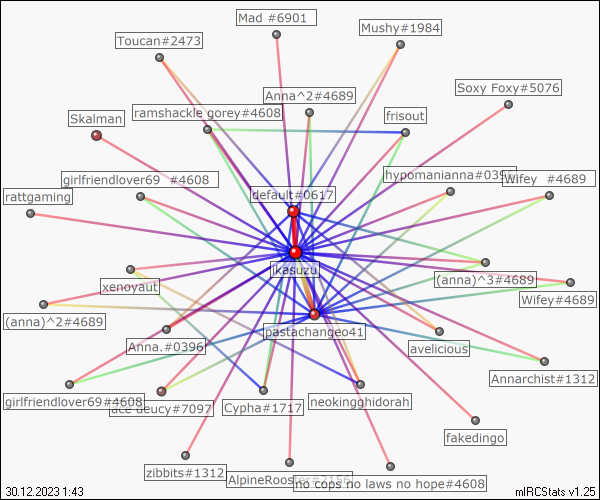 Mad #6901
Mushy#1984
Toucan#2473
Soxy Foxy#5076
Anna^2#4689
ramshackle gorey#4608
frisout
Skalman
hypomanianna#0396
Wifey #4689
girlfriendlover69 #4608
default#0617
rattgaming
ikasuzu
(anna)^3#4689
xenoyaut
Wifey#4689
(anna)^2#4689
pastachangeo41
Anna.#0396
avelicious
Annarchist#1312
girlfriendlover69#4608
ace deucy#7097
Cypha#1717
neokingghidorah
fakedingo
zibbits#1312
AlpineRooster
no cops no laws no hope#4608
30.12.2023 1:43
mIRCStats v1.25